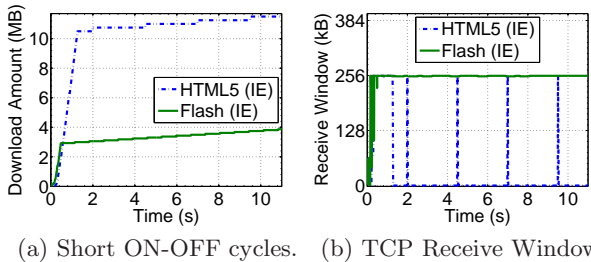 Download Amount (MB)
10
8
6
4
2
0
HTML5 (IE)
Flash (IE)
0 2 4 6 8 10
Time (s)
(a) Short ON-OFF cycles.
Receive Window (kB)
384
256
128
0
HTML5 (IE)
Flash (IE)
0 2 4 6 8 10
Time (s)
(b) TCP Receive Window